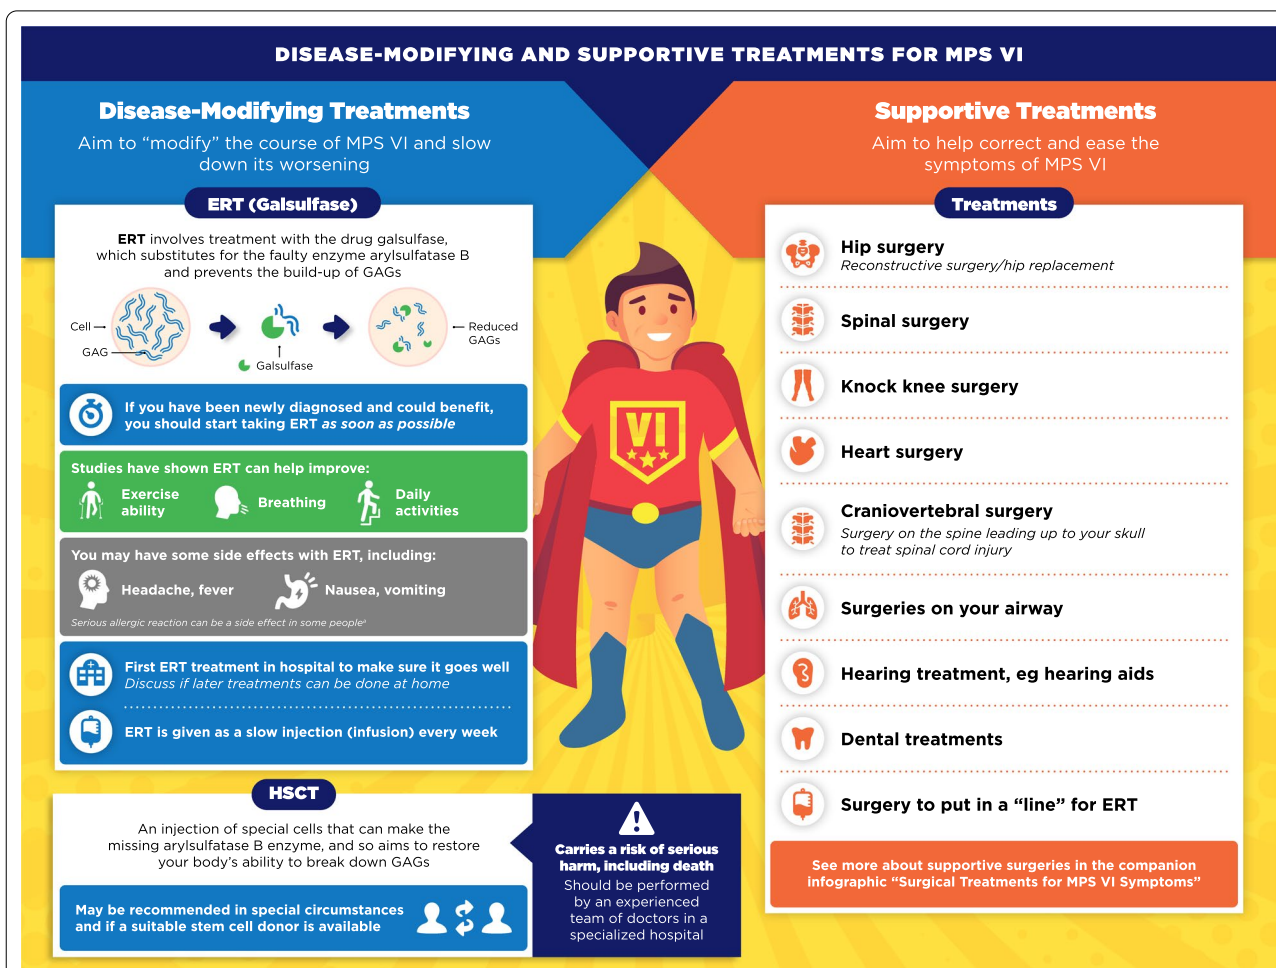 DISEASE-MODIFYING AND SUPPORTIVE TREATMENTS FOR MPS VI
Disease-Modifying Treatments
Aim to “modify” the course of MPS VI and slow
down its worsening
ERT (Galsulfase)
ERT involves treatment with the drug galsulfase,
which substitutes for the faulty enzyme arylsulfatase B
and prevents the build-up of GAGs
Cell
GAG
Galsulfase
Reduced
GAGs
If you have been newly diagnosed and could benefit,
you should start taking ERT as soon as possible
Studies have shown ERT can help improve:
Exercise
ability
Breathing
Daily
activities
You may have some side effects with ERT, including:
Headache, fever
Nausea, vomiting
Serious allergic reaction can be a side effect in some peopleᵃ
First ERT treatment in hospital to make sure it goes well
Discuss if later treatments can be done at home
ERT is given as a slow injection (infusion) every week
HSCT
An injection of special cells that can make the
missing arylsulfatase B enzyme, and so aims to restore
your body’s ability to break down GAGs
May be recommended in special circumstances
and if a suitable stem cell donor is available
Carries a risk of serious
harm, including death
Should be performed
by an experienced
team of doctors in a
specialized hospital
VI
Supportive Treatments
Aim to help correct and ease the
symptoms of MPS VI
Treatments
Hip surgery
Reconstructive surgery/hip replacement
Spinal surgery
Knock knee surgery
Heart surgery
Craniovertebral surgery
Surgery on the spine leading up to your skull
to treat spinal cord injury
Surgeries on your airway
Hearing treatment, eg hearing aids
Dental treatments
Surgery to put in a “line” for ERT
See more about supportive surgeries in the companion
infographic “Surgical Treatments for MPS VI Symptoms”